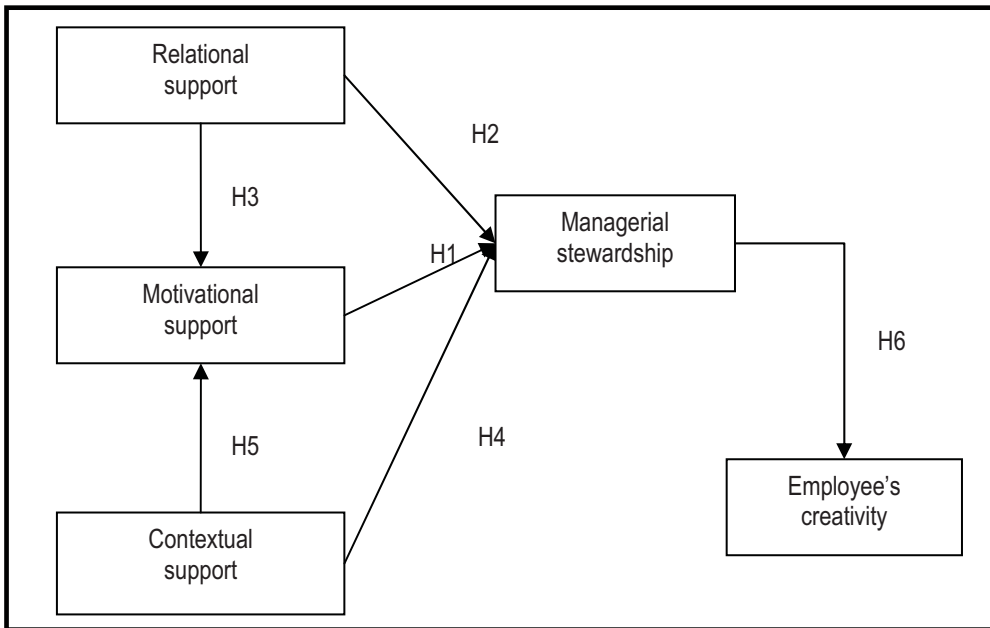 Relational
support
H2
H3
Managerial
stewardship
H1
Motivational
support
H6
H5
H4
Employee's
creativity
Contextual
support